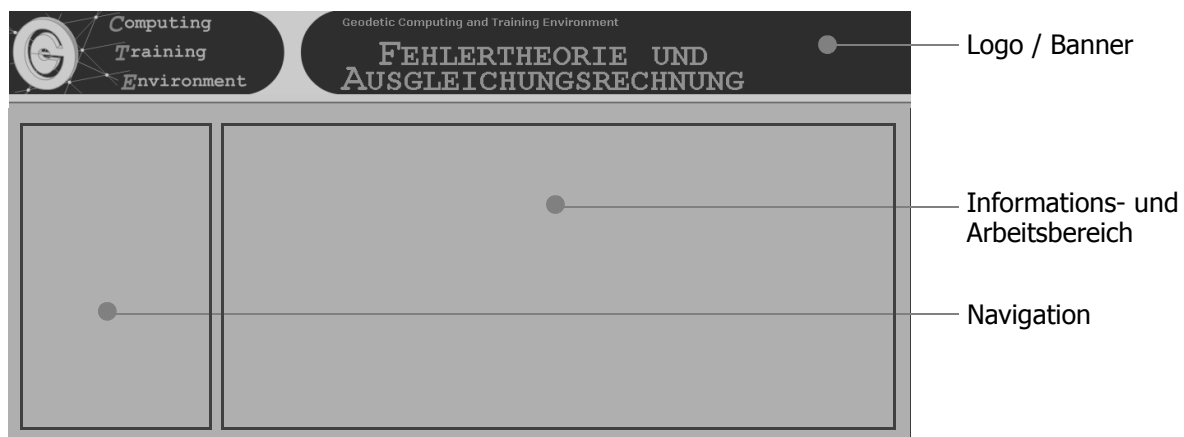 Computing
Training
Environment
Geodetic Computing and Training Environment
FEHLERTHEORIE UND
AUSGLEICHUNGSRECHNUNG
Logo / Banner
Informations- und
Arbeitsbereich
Navigation